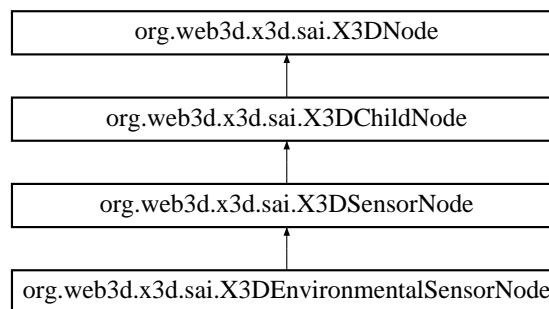 org.web3d.x3d.sai.X3DNode
org.web3d.x3d.sai.X3DChildNode
org.web3d.x3d.sai.X3DSensorNode
org.web3d.x3d.sai.X3DEnvironmentalSensorNode